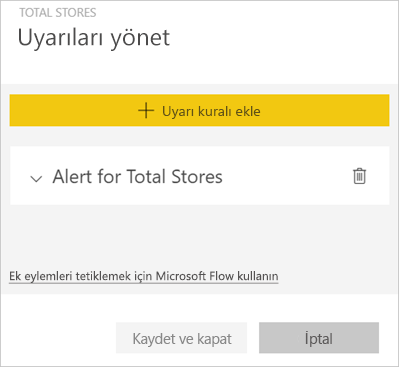 TOTAL STORES
Uyarıları yönet
+ Uyarı kuralı ekle
Alert for Total Stores
Ek eylemleri tetiklemek için Microsoft Flow kullanın
Kaydet ve kapat
İptal